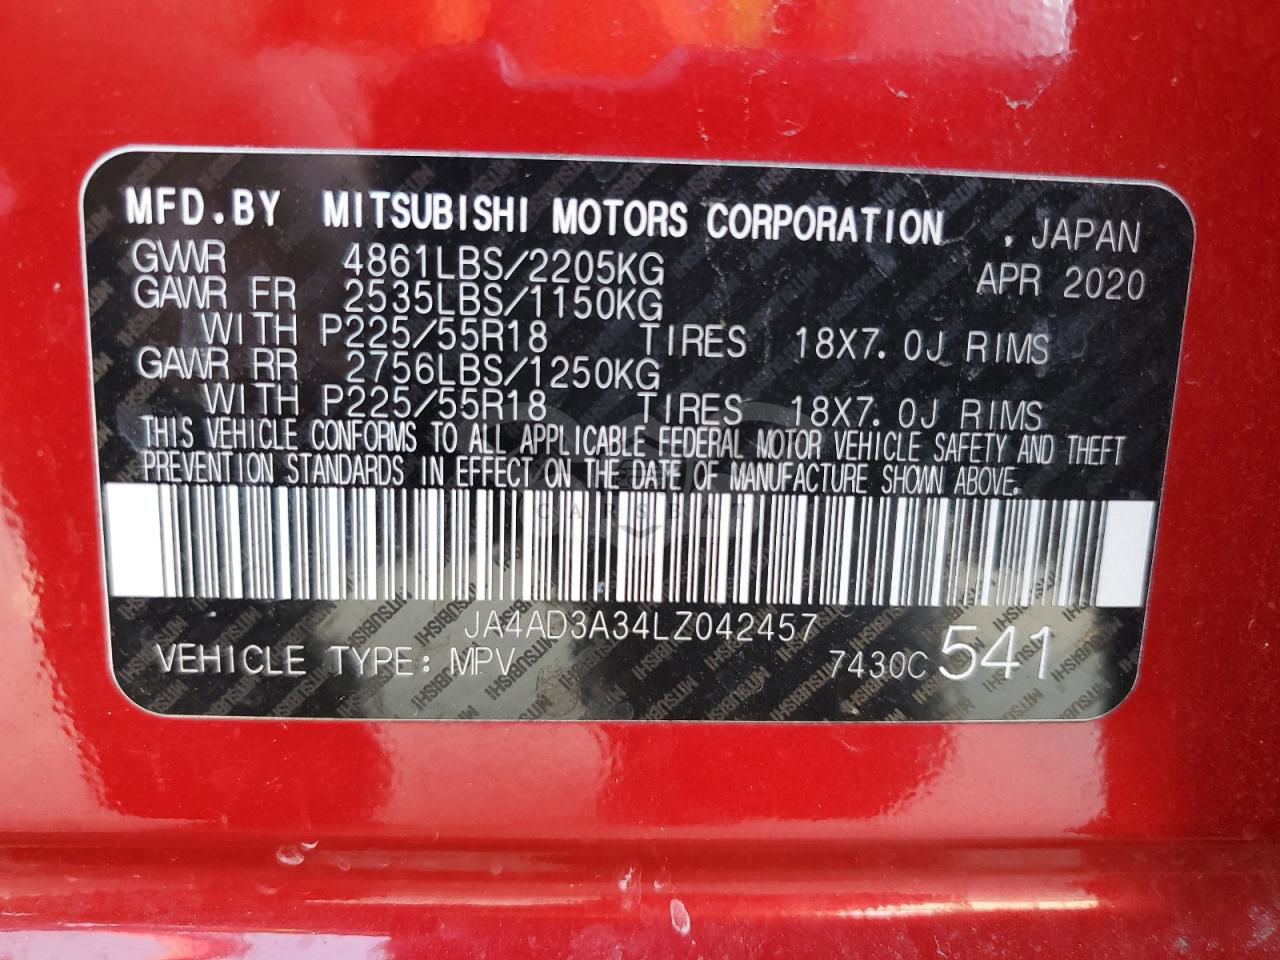 MFD.BY MITSUBISHI MOTORS CORPORATION , JAPAN
GVWR 4861LBS/2205KG APR 2020
GAWR FR 2535LBS/1150KG
WITH P225/55R18 TIRES 18X7.0J RIMS
GAWR RR 2756LBS/1250KG
WITH P225/55R18 TIRES 18X7.0J RIMS
THIS VEHICLE CONFORMS TO ALL APPLICABLE FEDERAL MOTOR VEHICLE SAFETY AND THEFT
PREVENTION STANDARDS IN EFFECT ON THE DATE OF MANUFACTURE SHOWN ABOVE.
JA4AD3A34LZ042457
VEHICLE TYPE: MPV 7430C 541